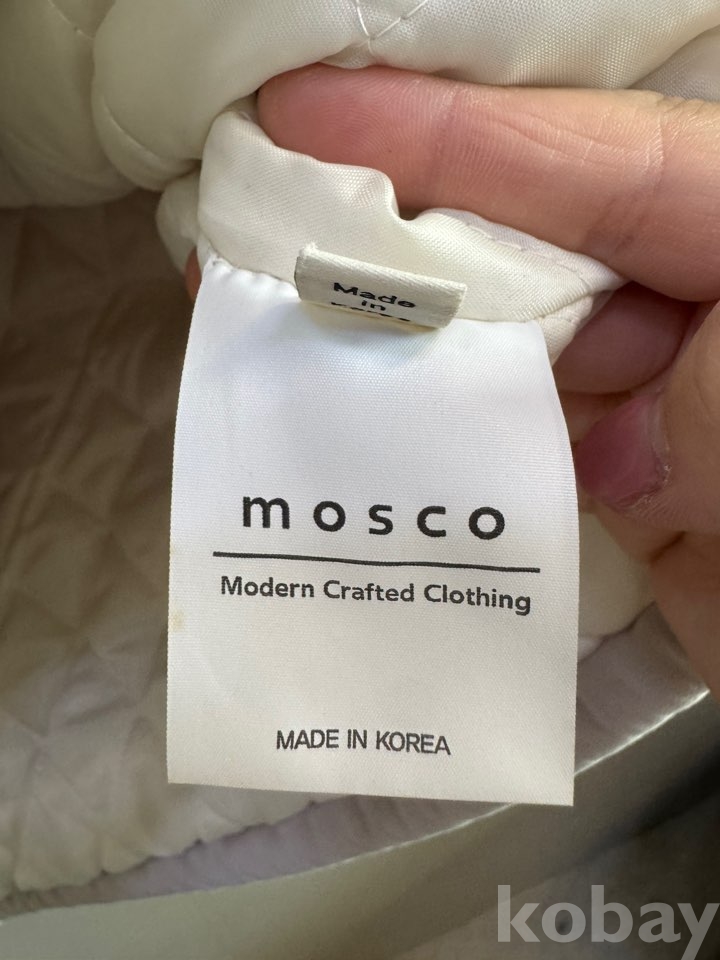 Made
in
mosco
Modern Crafted Clothing
MADE IN KOREA
kobay